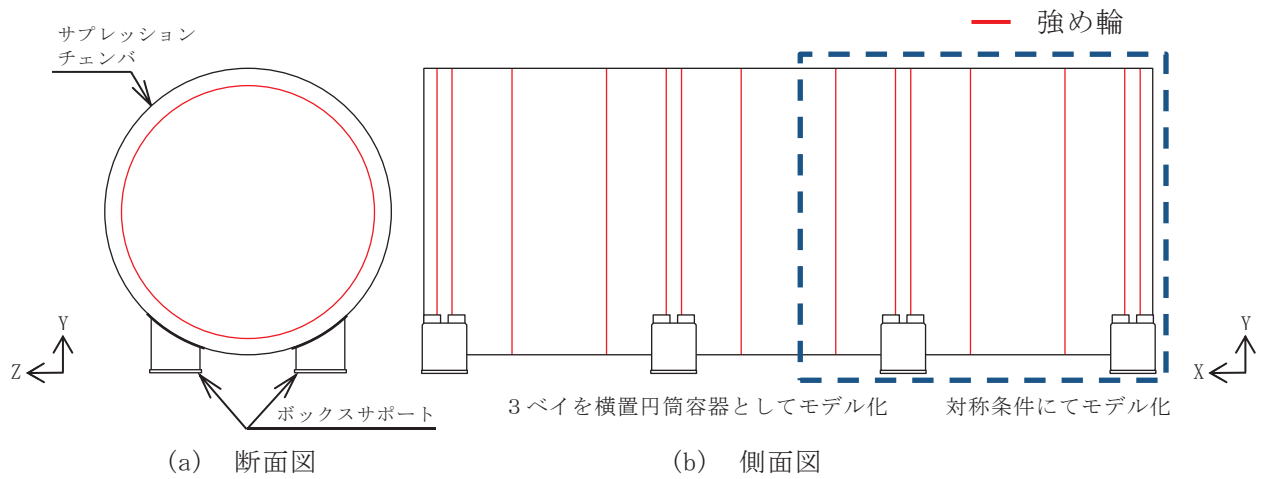 強め輪
サプレッション
チェンバ
Y
Z
ボックスサポート
Y
X
３ベイを横置円筒容器としてモデル化
対称条件にてモデル化
(a) 断面図
(b) 側面図